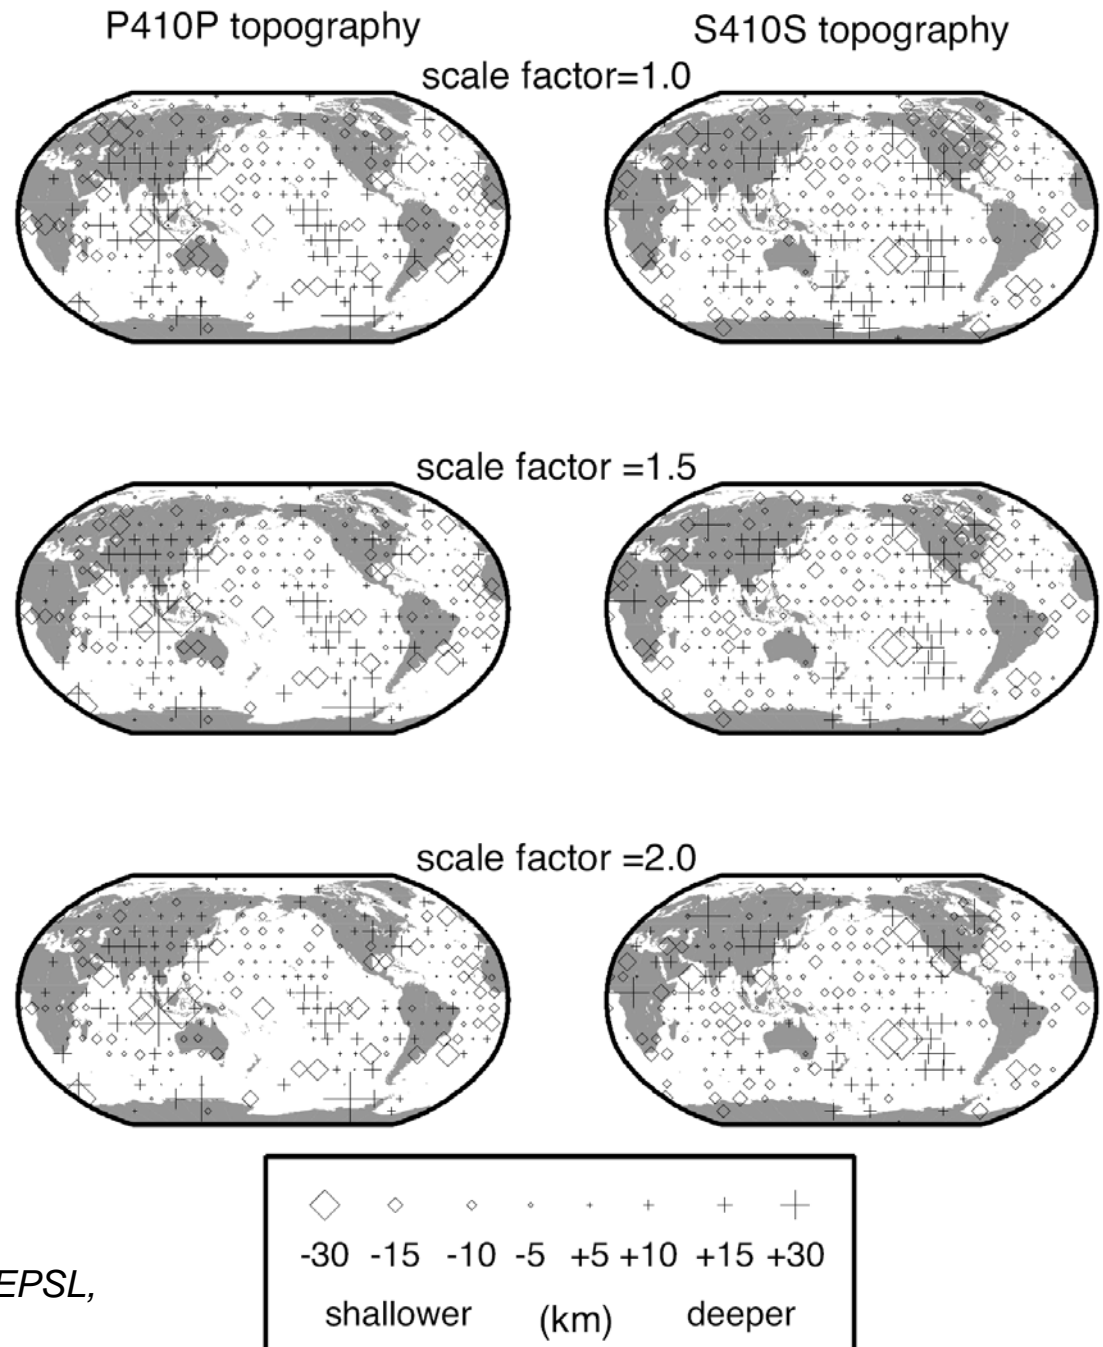 P410P topography
S410S topography
scale factor=1.0
scale factor =1.5
scale factor =2.0
-30 -15 -10 -5 +5 +10 +15 +30
shallower (km) deeper
EPSL,